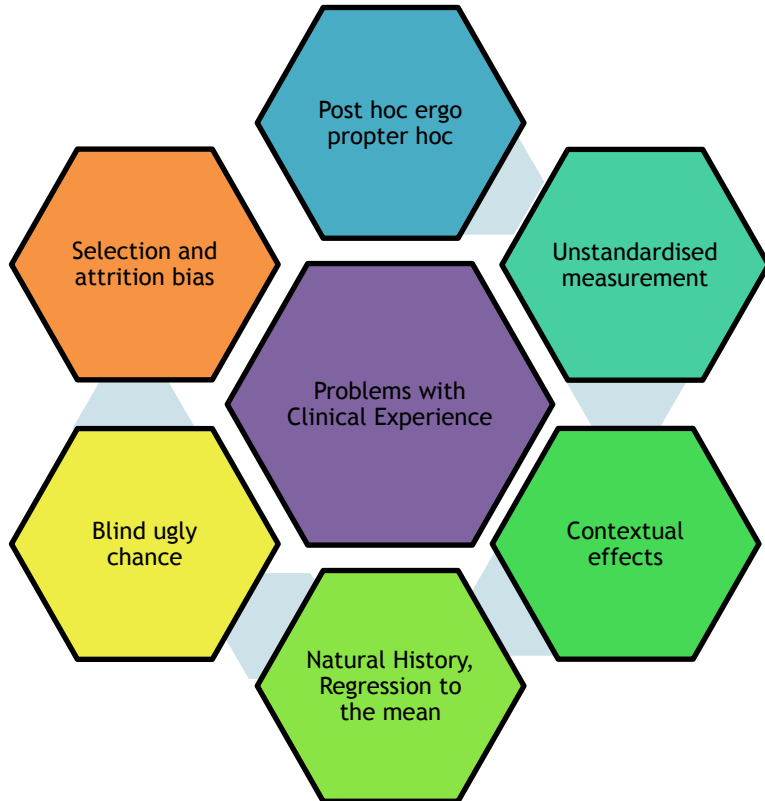 Post hoc ergo
propter hoc
Selection and
attrition bias
Unstandardised
measurement
Problems with
Clinical Experience
Blind ugly
chance
Contextual
effects
Natural History,
Regression to
the mean